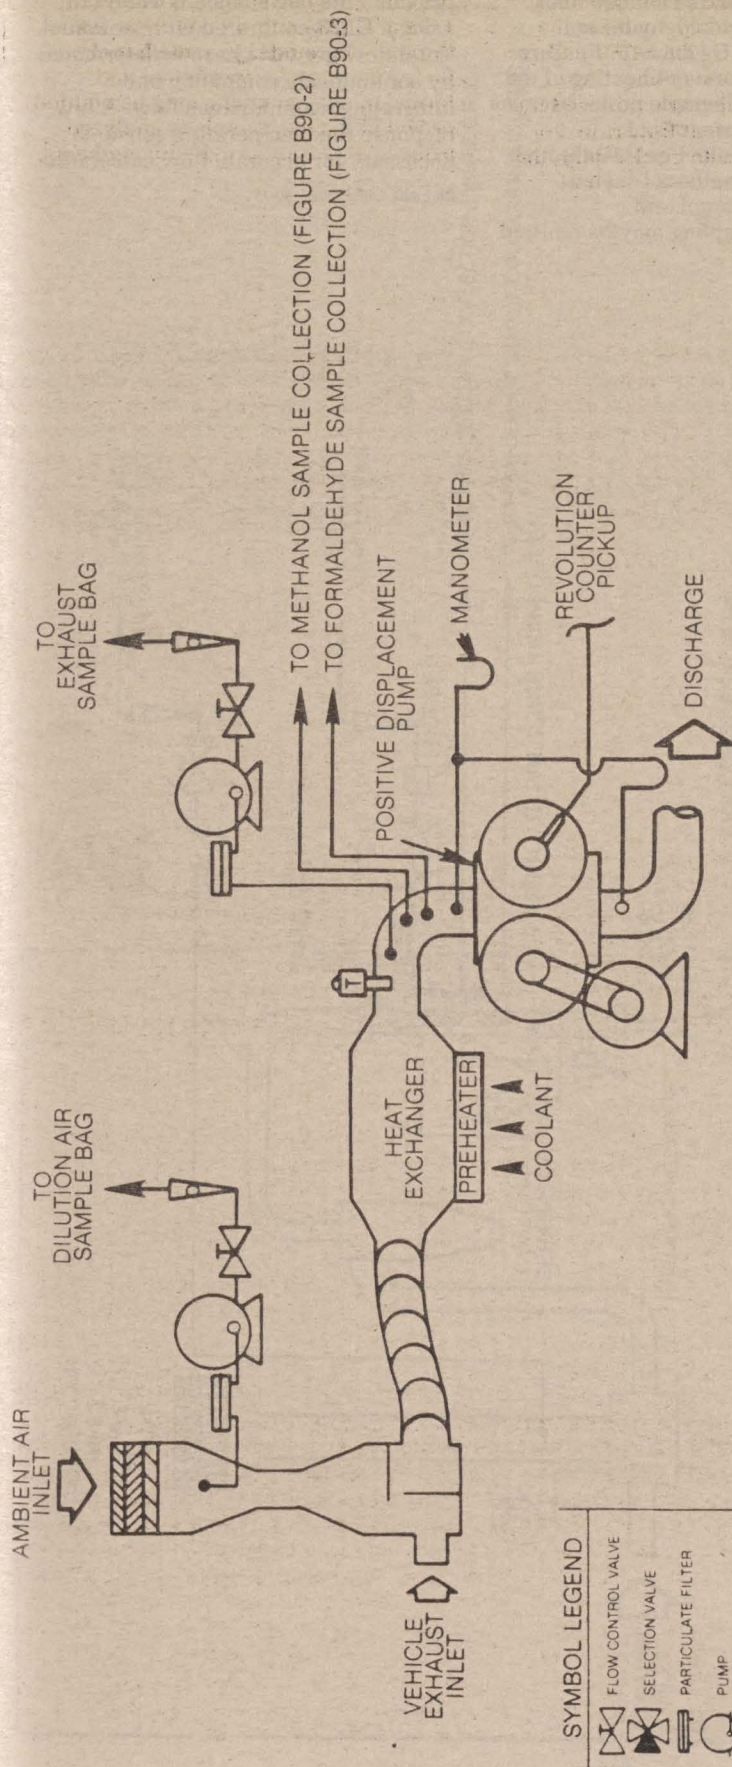 AMBIENT AIR
INLET
TO
DILUTION AIR
SAMPLE BAG
TO
EXHAUST
SAMPLE BAG
TO METHANOL SAMPLE COLLECTION (FIGURE B90-2)
TO FORMALDEHYDE SAMPLE COLLECTION (FIGURE B90-3)
POSITIVE DISPLACEMENT
PUMP
MANOMETER
REVOLUTION
COUNTER
PICKUP
DISCHARGE
T
HEAT
EXCHANGER
PREHEATER
COOLANT
VEHICLE
EXHAUST
INLET
SYMBOL LEGEND
FLOW CONTROL VALVE
SELECTION VALVE
PARTICULATE FILTER
PUMP